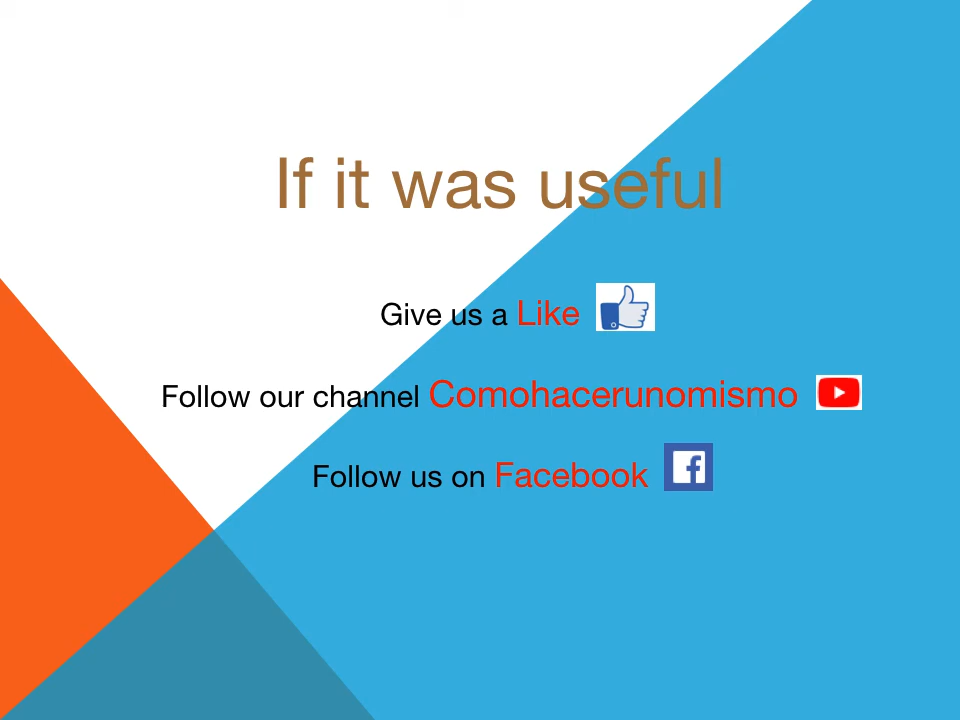 If it was useful
Give us a Like
Follow our channel Comohacerunomismo
Follow us on Facebook